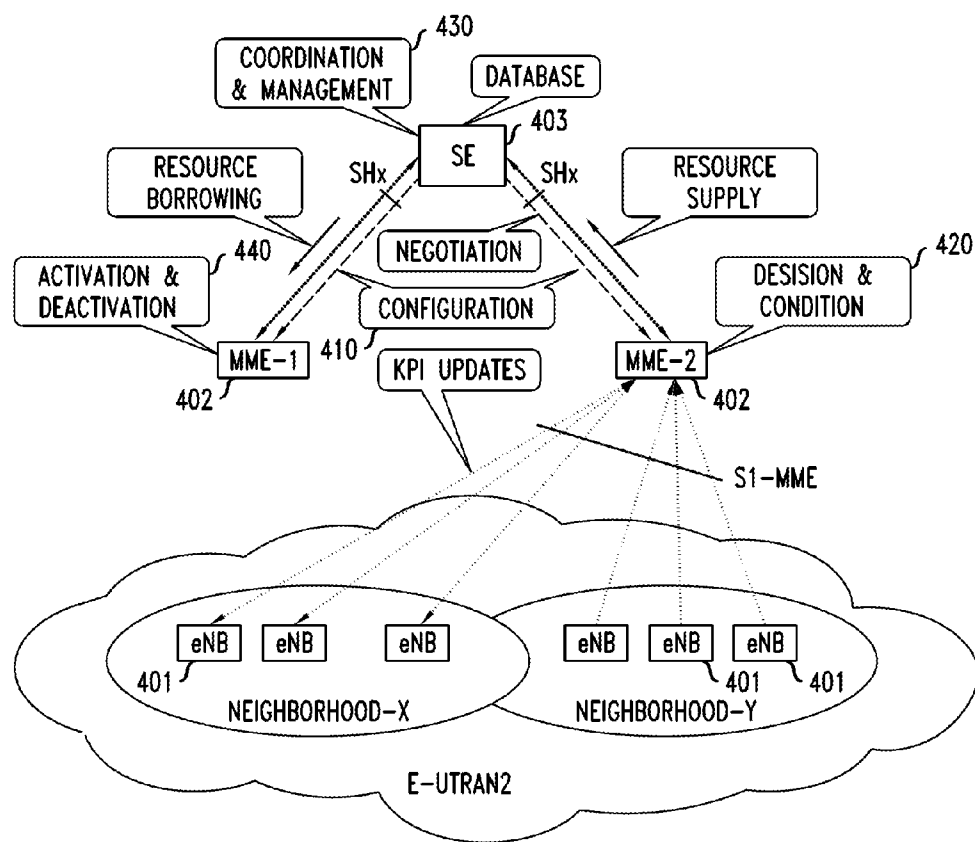 430
COORDINATION
& MANAGEMENT
DATABASE
403
SE
RESOURCE
BORROWING
SHx
SHx
RESOURCE
SUPPLY
440
NEGOTIATION
420
ACTIVATION &
DEACTIVATION
CONFIGURATION
DESISION &
CONDITION
410
MME-1
KPI UPDATES
MME-2
402
402
S1-MME
eNB
eNB
eNB
eNB
eNB
eNB
401
401
401
NEIGHBORHOOD-X
NEIGHBORHOOD-Y
E-UTRAN2